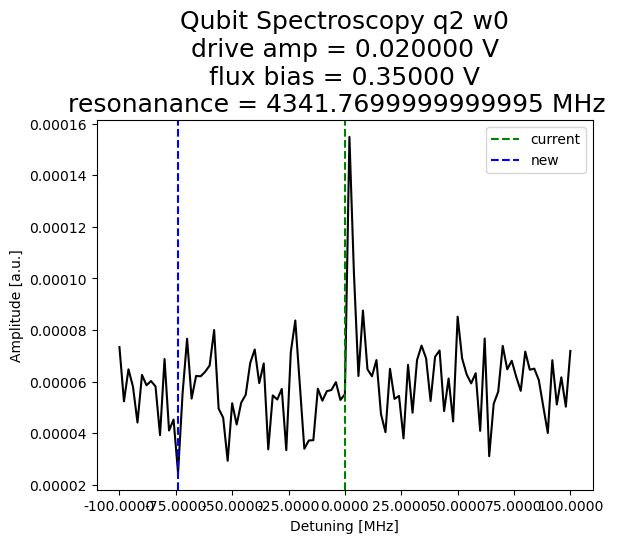 Qubit Spectroscopy q2 w0
drive amp = 0.020000 V
flux bias = 0.35000 V
resonanance = 4341.7699999999995 MHz
0.00016
0.00014
0.00012
0.00010
0.00008
0.00006
0.00004
0.00002
Amplitude [a.u.]
current
new
-100.0000 -75.0000 -50.0000 -25.0000 0.0000 25.0000 50.0000 75.0000 100.0000
Detuning [MHz]